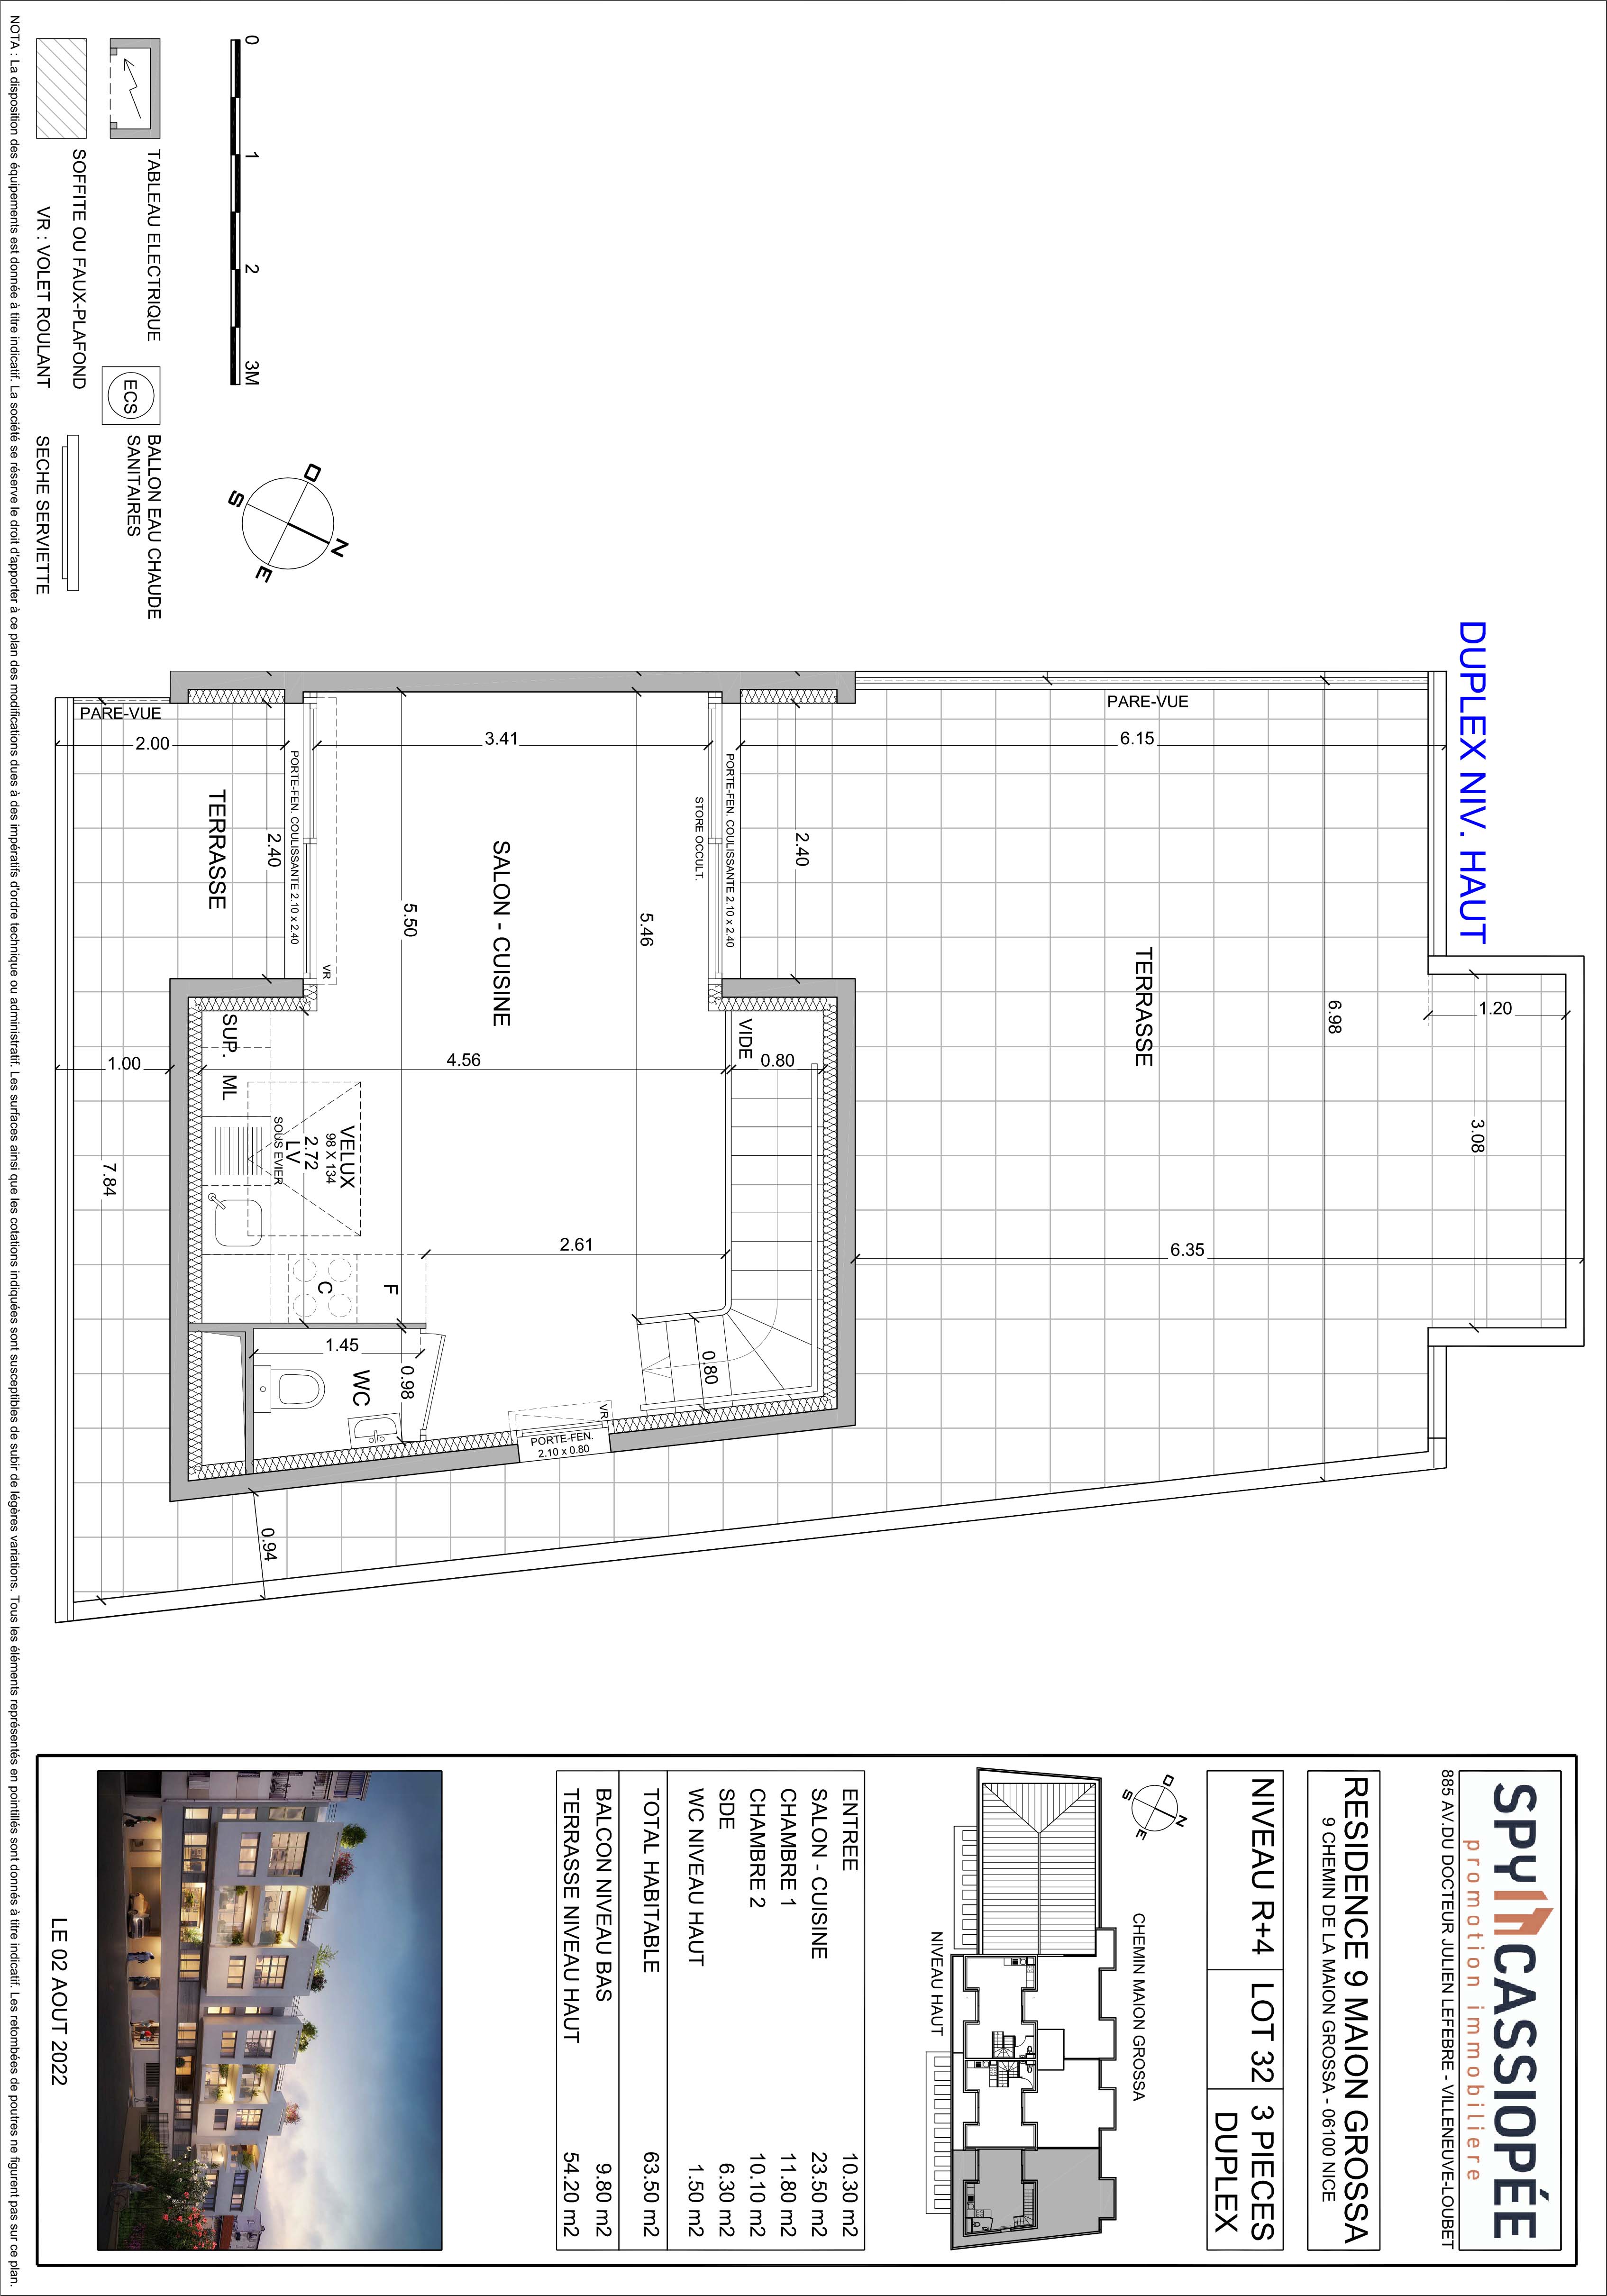 DUPLEX NIV. HAUT
1.20
3.08
6.98
PARE-VUE
6.15
6.35
TERRASSE
2.40
0.80
VIDE
PORTE-FEN. COULISSANTE 2.10 x 2.40
STORE OCCULT.
0.80
5.46
VR
PORTE-FEN.
2.10 x 0.80
2.61
3.41
SALON - CUISINE
4.56
5.50
0.98
F
WC
1.45
VELUX
98 X 134
2.72
LV
SOUS EVIER
C
VR
PORTE-FEN. COULISSANTE 2.10 x 2.40
2.40
0.94
SUP. ML
TERRASSE
PARE-VUE
2.00
1.00
7.84
N
O
E
S
0 1 2 3M
TABLEAU ELECTRIQUE
ECS
BALLON EAU CHAUDE
SANITAIRES
SOFFITE OU FAUX-PLAFOND
VR : VOLET ROULANT
SECHE SERVIETTE
SPY CASSIOPÉE
promotion immobiliere
885 AV.DU DOCTEUR JULIEN LEFEBRE - VILLENEUVE-LOUBET
RESIDENCE 9 MAION GROSSA
9 CHEMIN DE LA MAION GROSSA - 06100 NICE
NIVEAU R+4 LOT 32 3 PIECES
DUPLEX
N
O
E
S
CHEMIN MAION GROSSA
NIVEAU HAUT
ENTREE 10.30 m2
SALON - CUISINE 23.50 m2
CHAMBRE 1 11.80 m2
CHAMBRE 2 10.10 m2
SDE 6.30 m2
WC NIVEAU HAUT 1.50 m2
TOTAL HABITABLE 63.50 m2
BALCON NIVEAU BAS 9.80 m2
TERRASSE NIVEAU HAUT 54.20 m2
LE 02 AOUT 2022
NOTA : La disposition des équipements est donnée à titre indicatif. La société se réserve le droit d'apporter à ce plan des modifications dues à des impératifs d'ordre technique ou administratif. Les surfaces ainsi que les cotations indiquées sont susceptibles de subir de légères variations. Tous les éléments représentés en pointillés sont donnés à titre indicatif. Les retombées de poutres ne figurent pas sur ce plan.